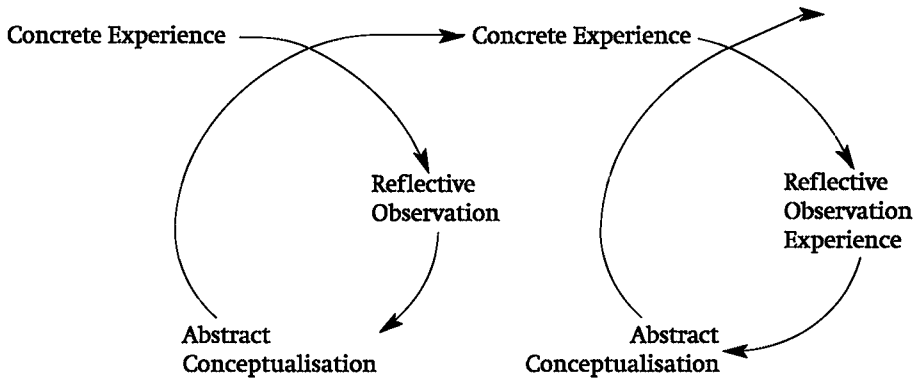 Concrete Experience
Concrete Experience
Reflective
Observation
Reflective
Observation
Experience
Abstract
Conceptualisation
Abstract
Conceptualisation